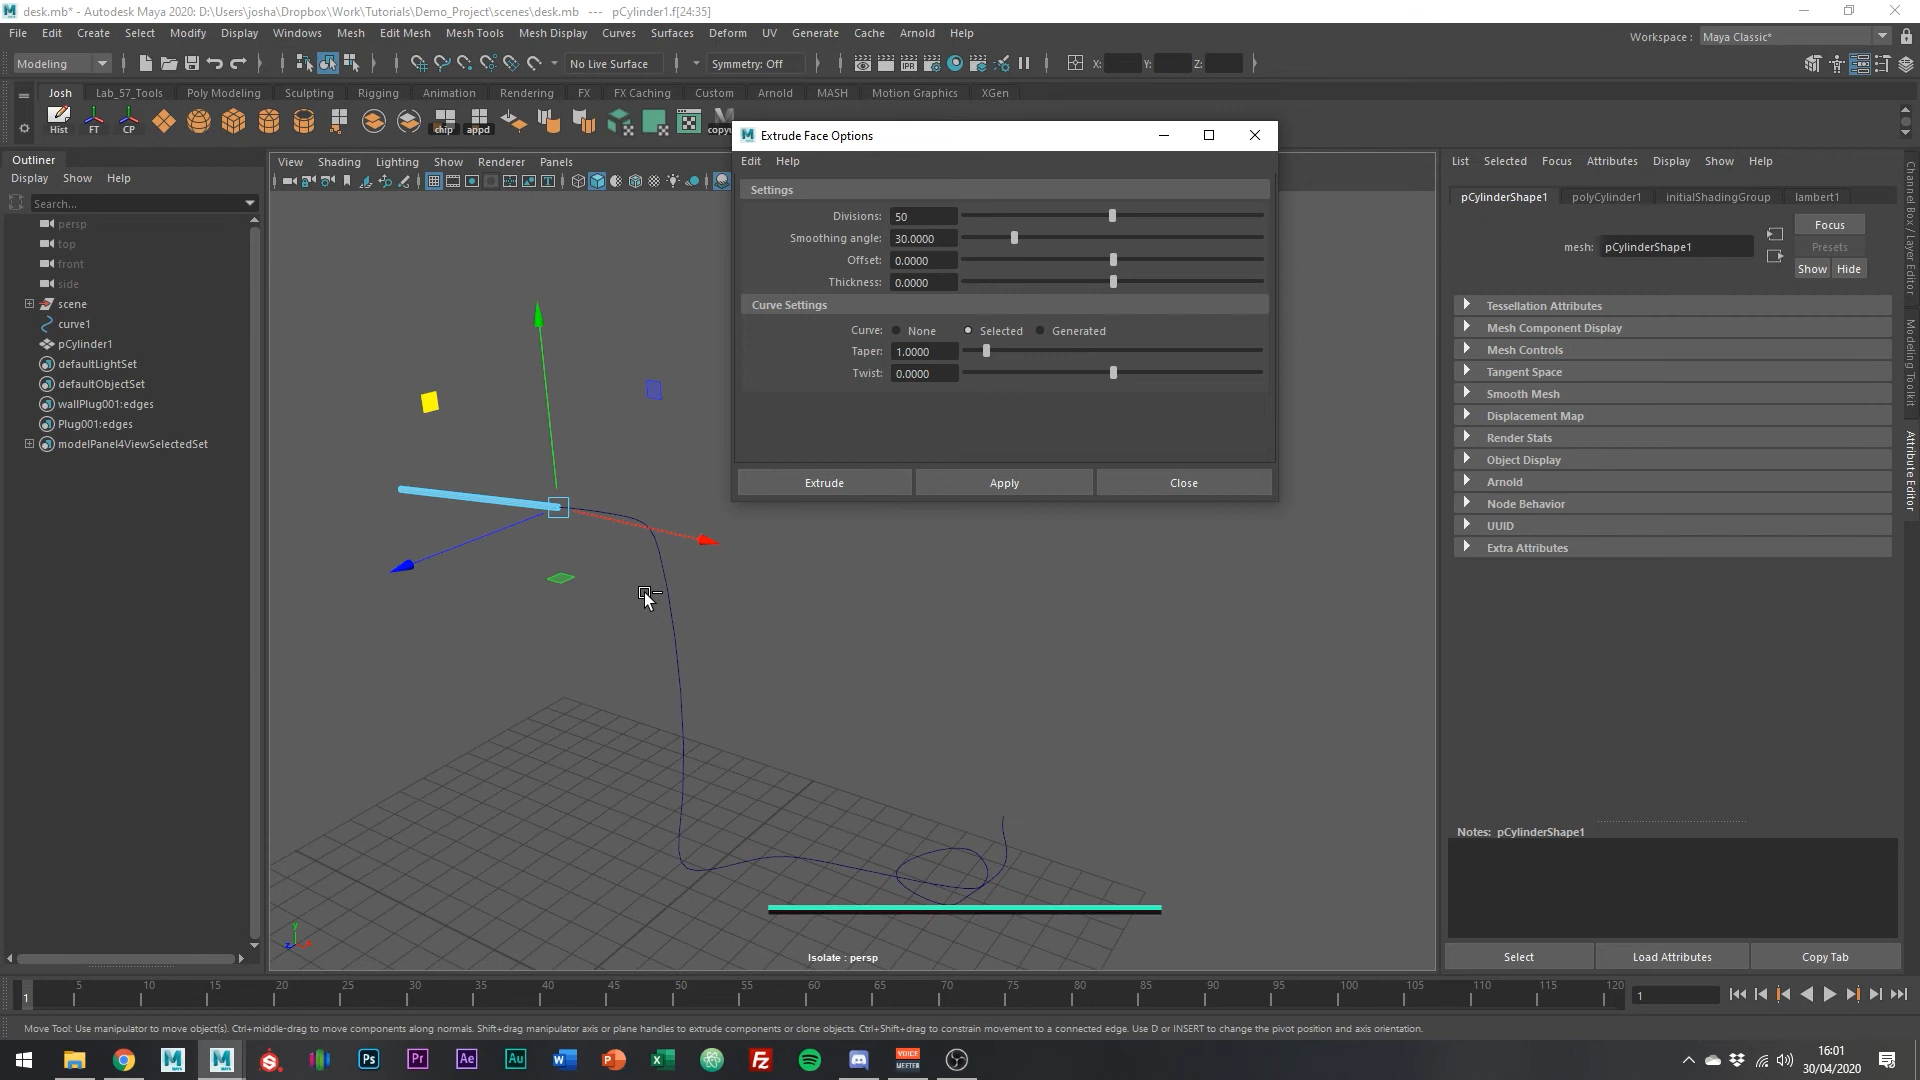 desk.mb* - Autodesk Maya 2020: D:\Users\josha\Dropbox\Work\Tutorials\Demo_Project\scenes\desk.mb --- pCylinder1.f[24:35]
File Edit Create Select Modify Display Windows Mesh Edit Mesh Mesh Tools Mesh Display Curves Surfaces Deform UV Generate Cache Arnold Help
Workspace : Maya Classic*
Modeling No Live Surface Symmetry: Off X: Y: Z:
Josh Lab_57_Tools Poly Modeling Sculpting Rigging Animation Rendering FX FX Caching Custom Arnold MASH Motion Graphics XGen
Hist FT CP chip appd copyu
Outliner
Display Show Help
Search...
persp
top
front
side
scene
curve1
pCylinder1
defaultLightSet
defaultObjectSet
wallPlug001:edges
Plug001:edges
modelPanel4ViewSelectedSet
View Shading Lighting Show Renderer Panels
Extrude Face Options
Edit Help
Settings
Divisions: 50
Smoothing angle: 30.0000
Offset: 0.0000
Thickness: 0.0000
Curve Settings
Curve: None Selected Generated
Taper: 1.0000
Twist: 0.0000
Extrude Apply Close
y
z
Isolate : persp
List Selected Focus Attributes Display Show Help
pCylinderShape1 polyCylinder1 initialShadingGroup lambert1
mesh: pCylinderShape1
Focus
Presets
Show Hide
Tessellation Attributes
Mesh Component Display
Mesh Controls
Tangent Space
Smooth Mesh
Displacement Map
Render Stats
Object Display
Arnold
Node Behavior
UUID
Extra Attributes
Notes: pCylinderShape1
Select Load Attributes Copy Tab
Channel Box / Layer Editor
Modeling Toolkit
Attribute Editor
1 5 10 15 20 25 30 35 40 45 50 55 60 65 70 75 80 85 90 95 100 105 110 115 120 1
Move Tool: Use manipulator to move object(s). Ctrl+middle-drag to move components along normals. Shift+drag manipulator axis or plane handles to extrude components or clone objects. Ctrl+Shift+drag to constrain movement to a connected edge. Use D or INSERT to change the pivot position and axis orientation.
16:01
30/04/2020